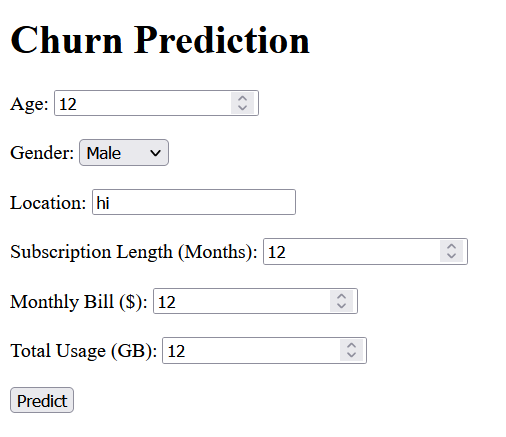 Churn Prediction
Age: 12
Gender: Male
Location: hi
Subscription Length (Months): 12
Monthly Bill ($): 12
Total Usage (GB): 12
Predict